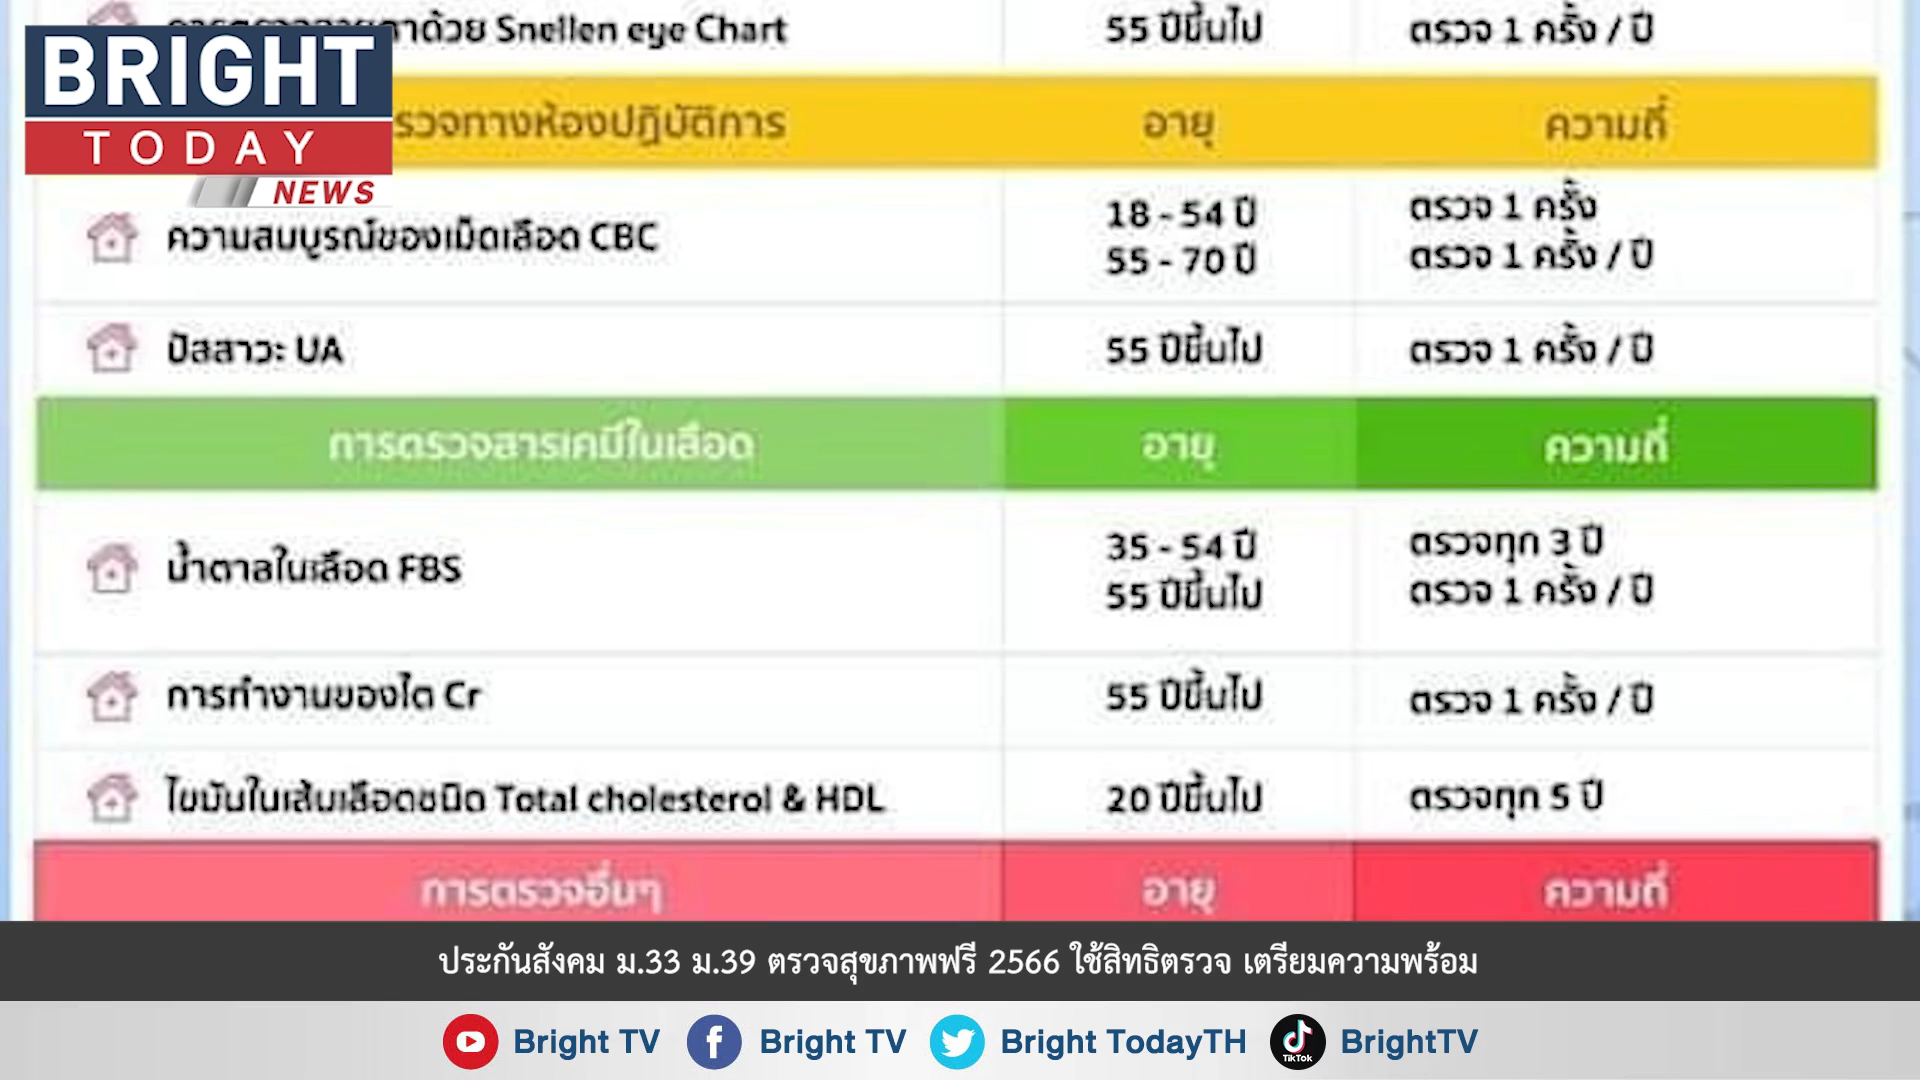 BRIGHT
TODAY
NEWS
ด้วย Snellen eye Chart 55 ปีขึ้นไป ตรวจ 1 ครั้ง / ปี
รวจทางห้องปฏิบัติการ อายุ ความถี่
ความสมบูรณ์ของเม็ดเลือด CBC 18 - 54 ปี ตรวจ 1 ครั้ง
55 - 70 ปี ตรวจ 1 ครั้ง / ปี
ปัสสาวะ UA 55 ปีขึ้นไป ตรวจ 1 ครั้ง / ปี
การตรวจสารเคมีในเลือด อายุ ความถี่
น้ำตาลในเลือด FBS 35 - 54 ปี ตรวจทุก 3 ปี
55 ปีขึ้นไป ตรวจ 1 ครั้ง / ปี
การทำงานของไต Cr 55 ปีขึ้นไป ตรวจ 1 ครั้ง / ปี
ไขมันในเส้นเลือดชนิด Total cholesterol & HDL 20 ปีขึ้นไป ตรวจทุก 5 ปี
การตรวจอื่นๆ อายุ ความถี่
ประกันสังคม ม.33 ม.39 ตรวจสุขภาพฟรี 2566 ใช้สิทธิตรวจ เตรียมความพร้อม
Bright TV Bright TV Bright TodayTH TikTok BrightTV